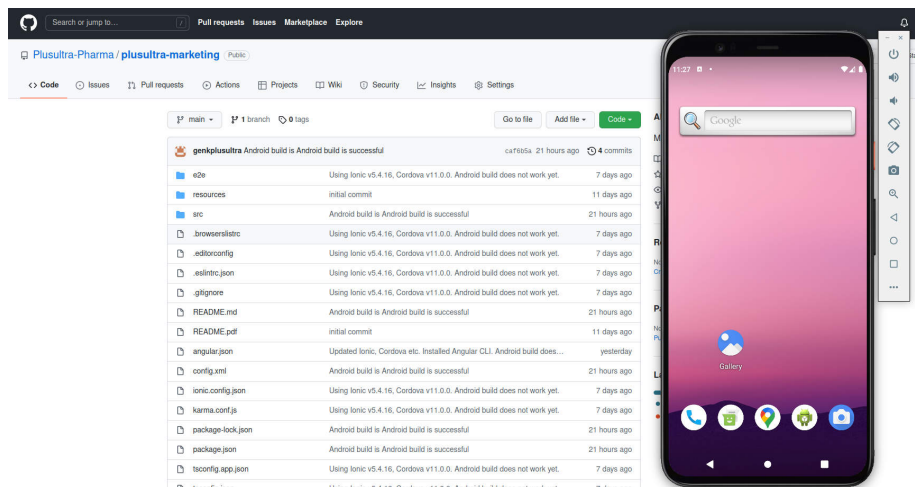 Search or jump to... / Pull requests Issues Marketplace Explore
Plusultra-Pharma / plusultra-marketing Public
<> Code Issues Pull requests Actions Projects Wiki Security Insights Settings
main 1 branch 0 tags Go to file Add file Code
genkplusultra Android build is Android build is successful caf6b5a 21 hours ago 4 commits
e2e Using Ionic v5.4.16, Cordova v11.0.0. Android build does not work yet. 7 days ago
resources initial commit 11 days ago
src Android build is Android build is successful 21 hours ago
.browserslistrc Using Ionic v5.4.16, Cordova v11.0.0. Android build does not work yet. 7 days ago
.editorconfig Using Ionic v5.4.16, Cordova v11.0.0. Android build does not work yet. 7 days ago
.eslintrc.json Using Ionic v5.4.16, Cordova v11.0.0. Android build does not work yet. 7 days ago
.gitignore Using Ionic v5.4.16, Cordova v11.0.0. Android build does not work yet. 7 days ago
README.md Android build is Android build is successful 21 hours ago
README.pdf initial commit 11 days ago
angular.json Updated Ionic, Cordova etc. Installed Angular CLI. Android build does... yesterday
config.xml Android build is Android build is successful 21 hours ago
ionic.config.json Using Ionic v5.4.16, Cordova v11.0.0. Android build does not work yet. 7 days ago
karma.conf.js Using Ionic v5.4.16, Cordova v11.0.0. Android build does not work yet. 7 days ago
package-lock.json Android build is Android build is successful 21 hours ago
package.json Android build is Android build is successful 21 hours ago
tsconfig.app.json Using Ionic v5.4.16, Cordova v11.0.0. Android build does not work yet. 7 days ago
11:27
Google
Gallery